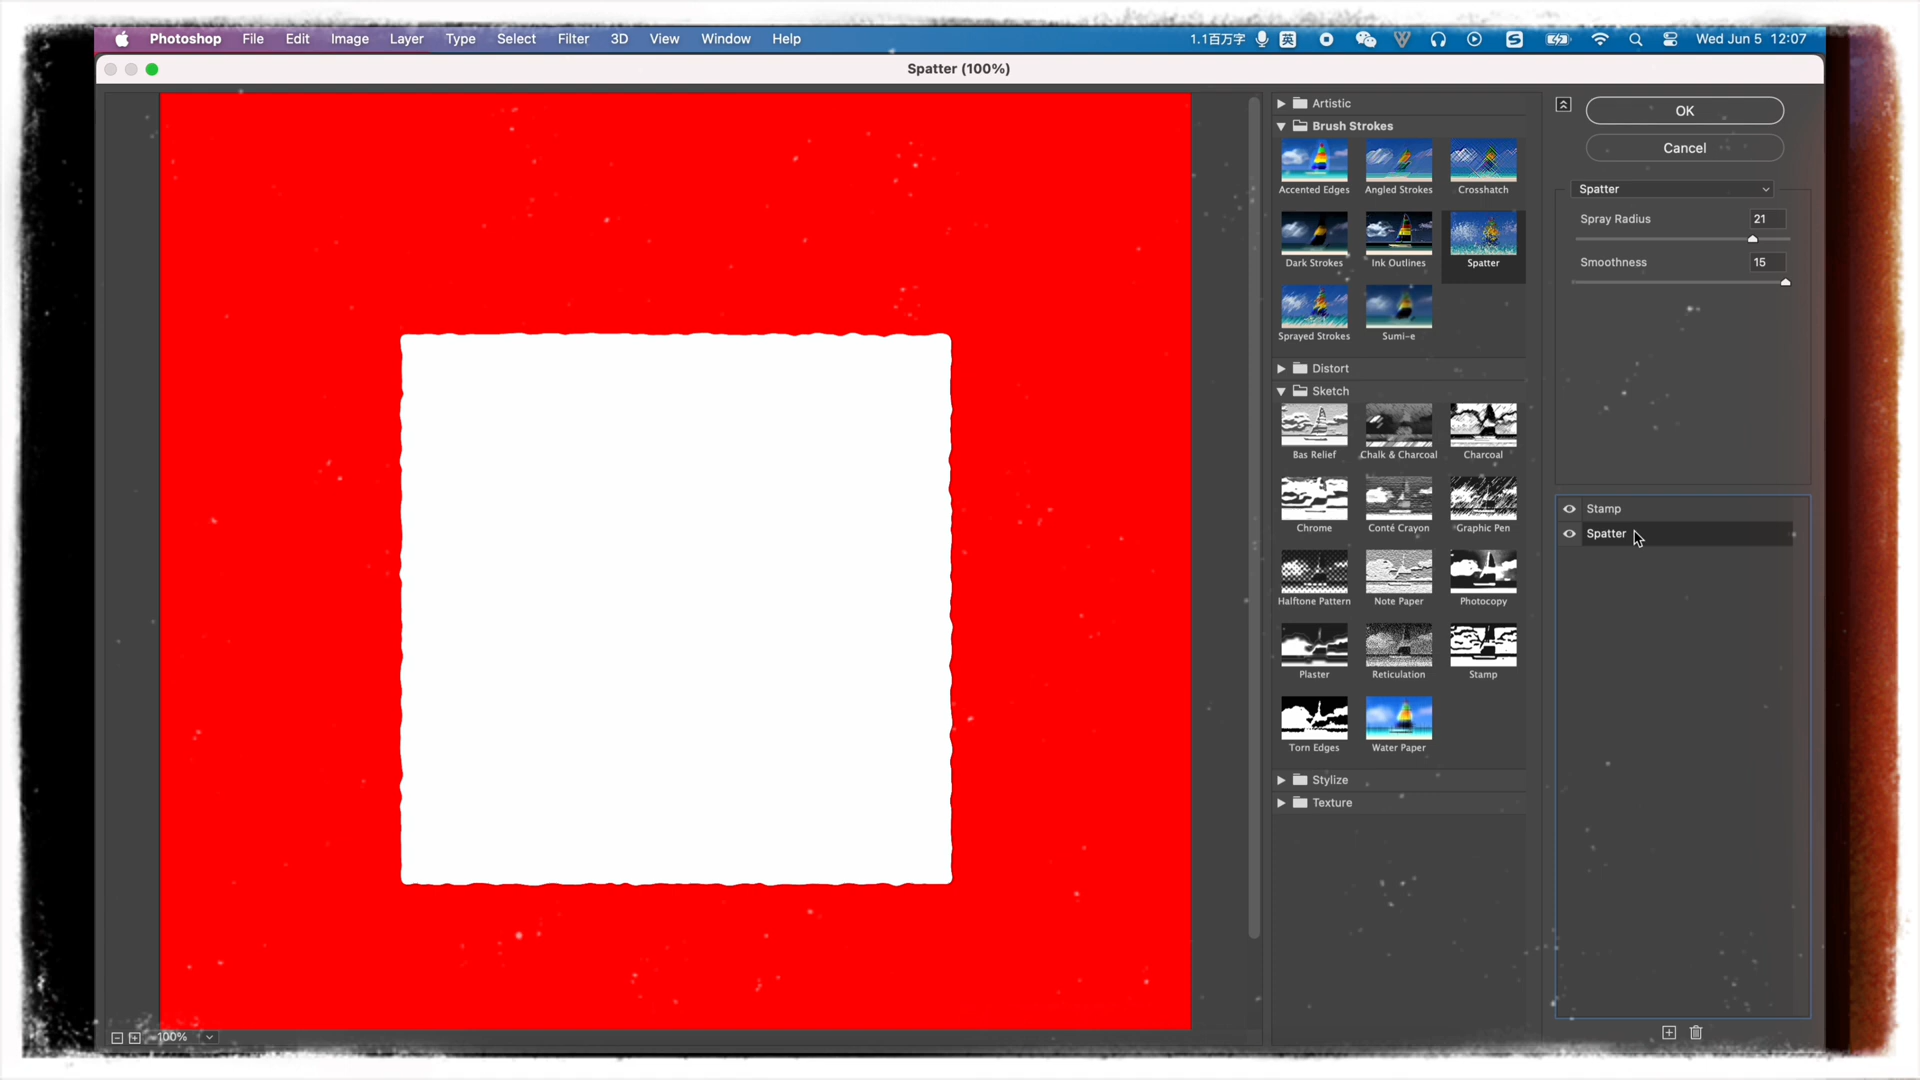 Photoshop File Edit Image Layer Type Select Filter 3D View Window Help 1.1百万字 英 Wed Jun 5 12:07
Spatter (100%)
Artistic
Brush Strokes
Accented Edges Angled Strokes Crosshatch
Dark Strokes Ink Outlines Spatter
Sprayed Strokes Sumi-e
Distort
Sketch
Bas Relief Chalk & Charcoal Charcoal
Chrome Conté Crayon Graphic Pen
Halftone Pattern Note Paper Photocopy
Plaster Reticulation Stamp
Torn Edges Water Paper
Stylize
Texture
OK
Cancel
Spatter
Spray Radius 21
Smoothness 15
Stamp
Spatter
100%